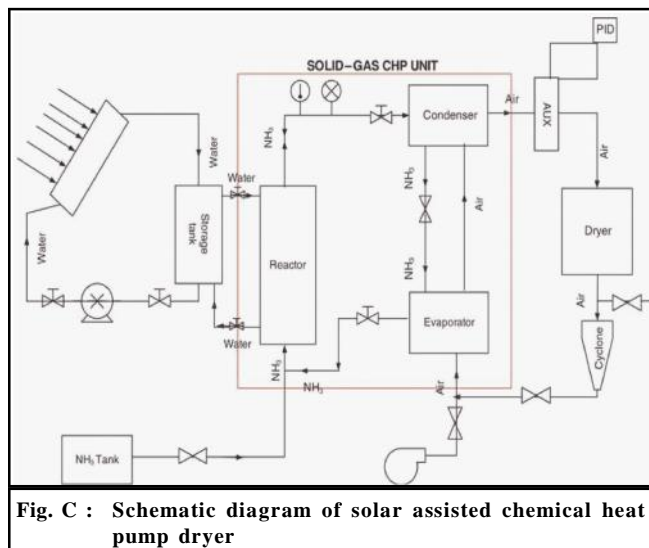 PID
SOLID–GAS CHP UNIT
Air
AUX
Condenser
NH3
Water
Water
NH3
Air
Air
Storage
tank
Reactor
Dryer
Water
NH3
Evaporator
Air
Water
NH3
NH3
Air
Cyclone
NH3 Tank
Fig. C : Schematic diagram of solar assisted chemical heat
pump dryer